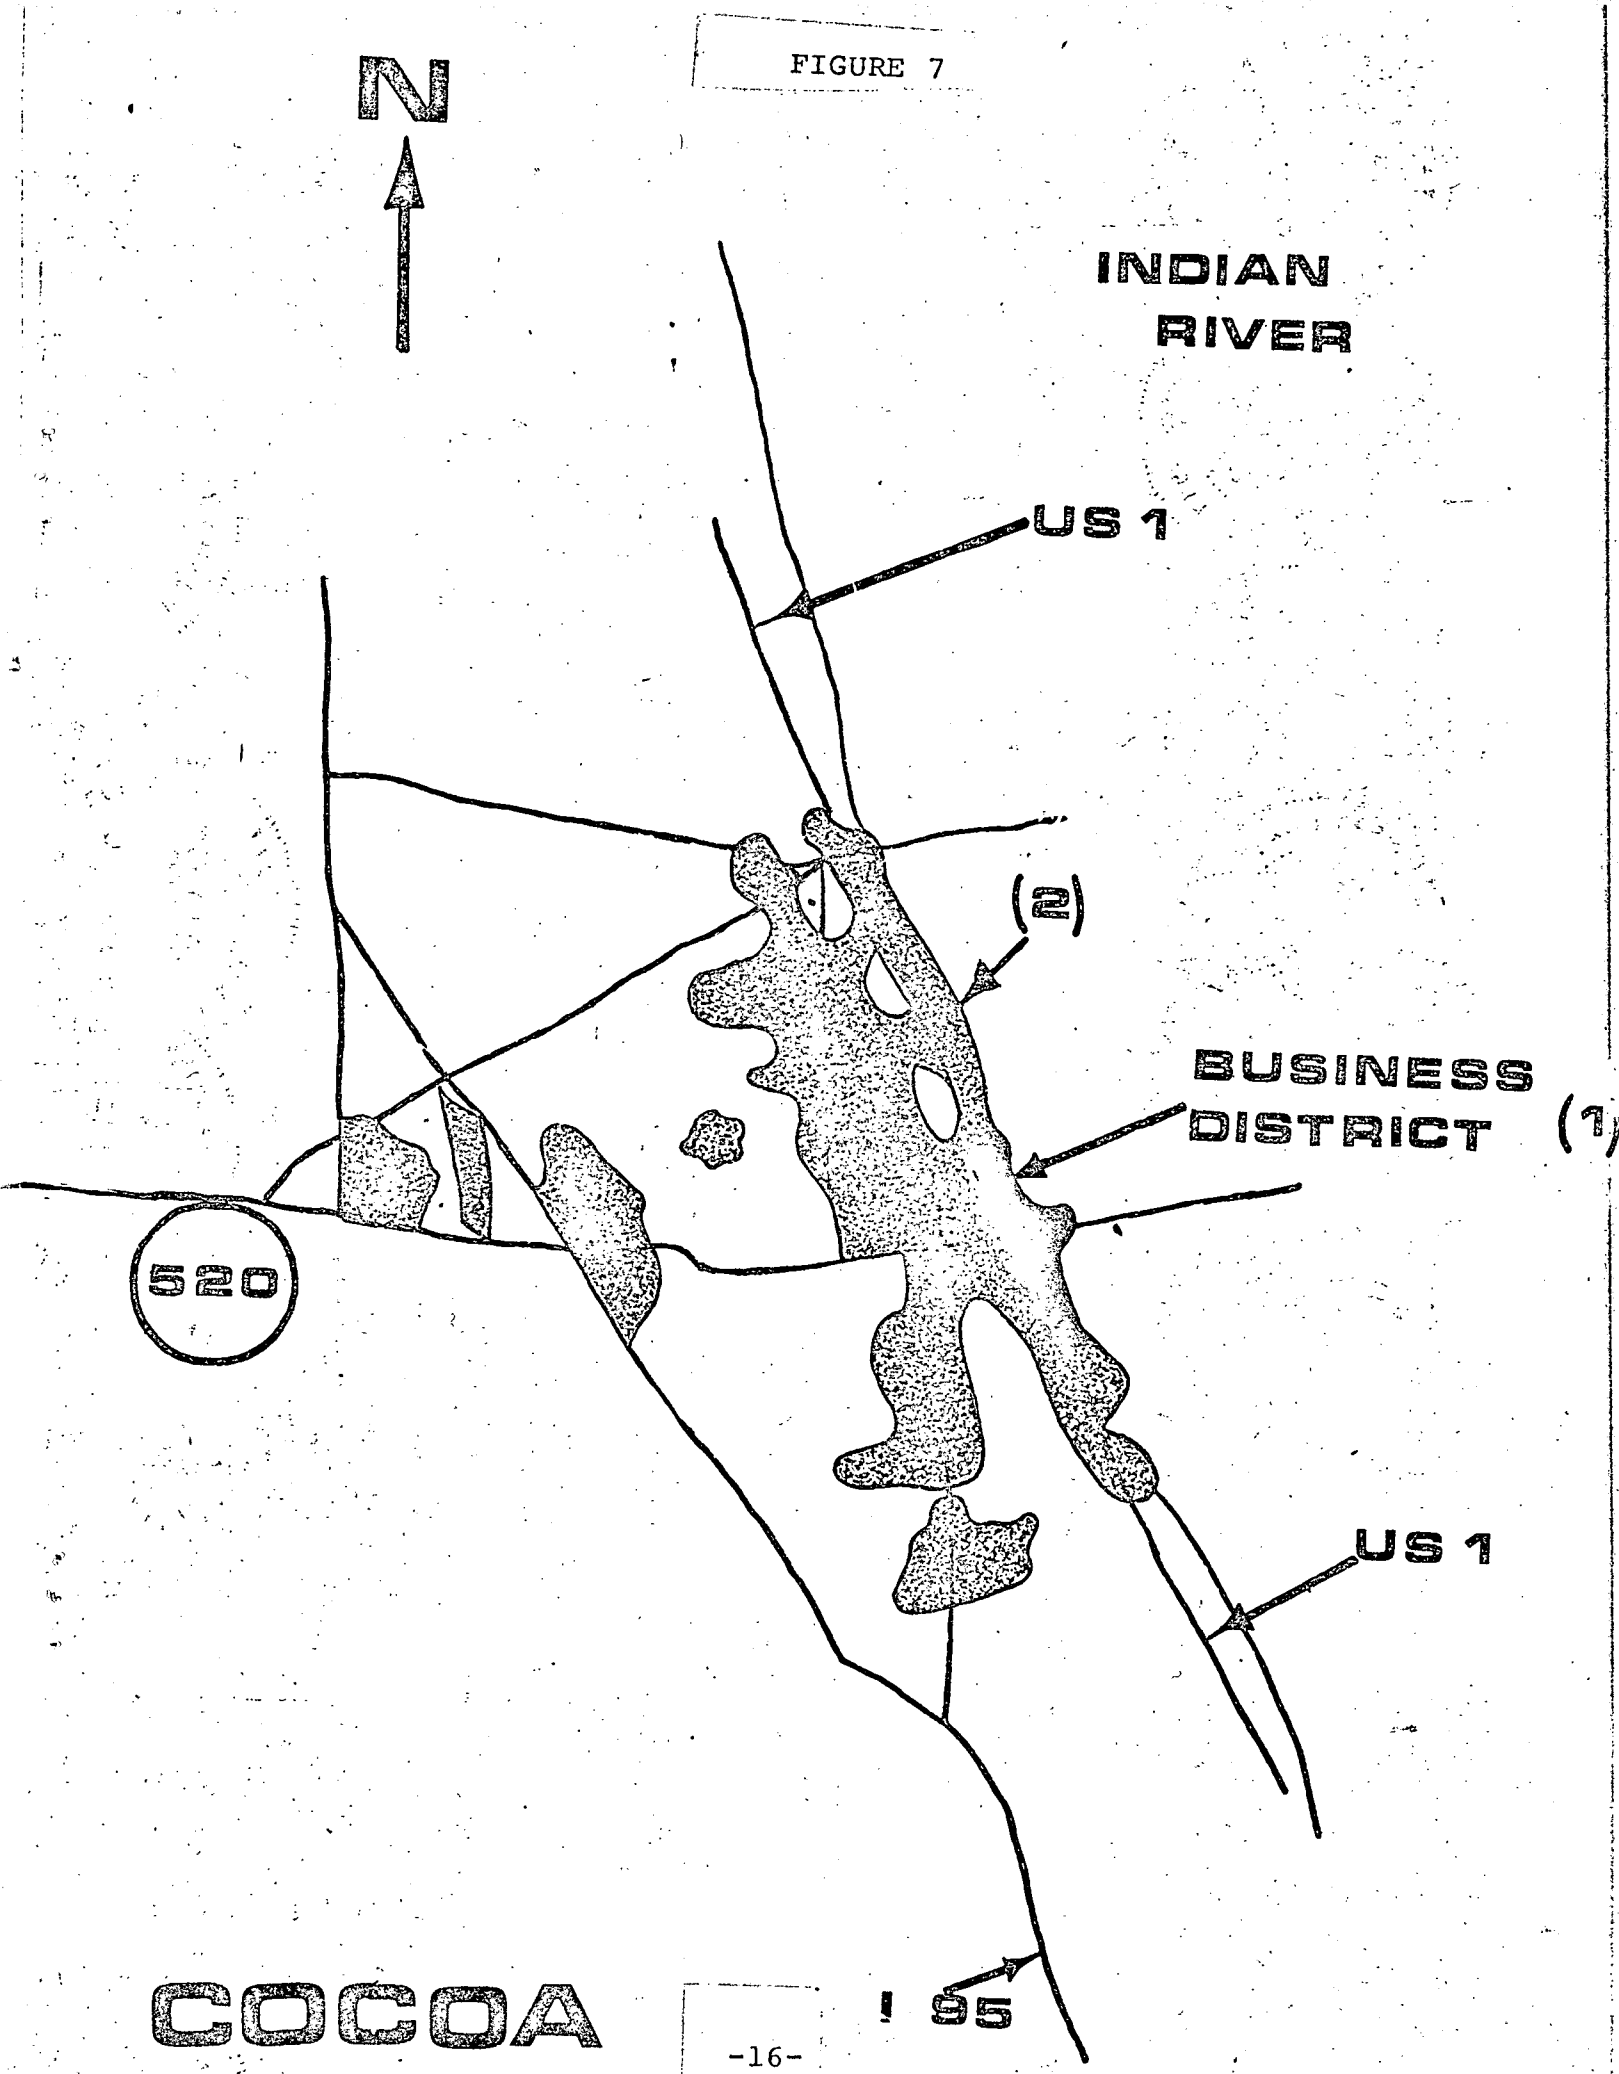 FIGURE 7
N
INDIAN
RIVER
US 1
(2)
BUSINESS
DISTRICT (1)
520
US 1
I 95
COCOA
-16-